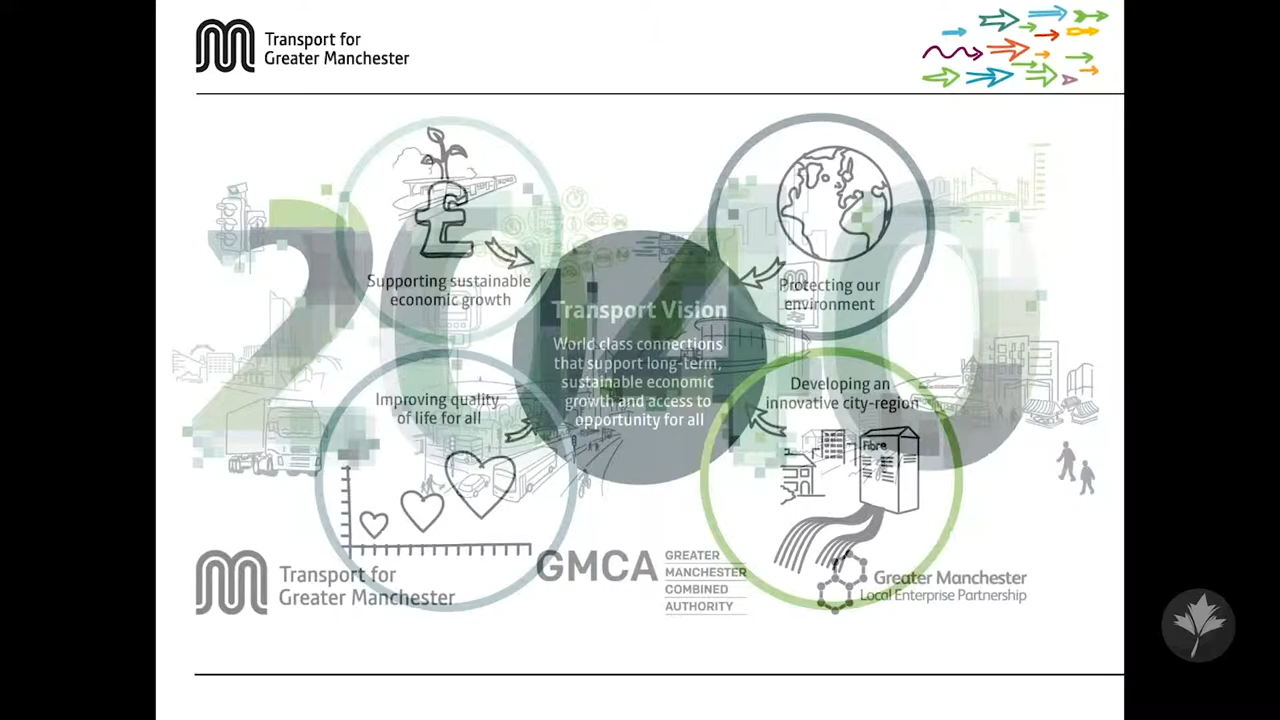 Transport for
Greater Manchester
2040
£
Supporting sustainable
economic growth
Protecting our
environment
Transport Vision
World class connections
that support long-term,
sustainable economic
growth and access to
opportunity for all
Improving quality
of life for all
Developing an
innovative city-region
Fibre
Transport for
Greater Manchester
GMCA
GREATER
MANCHESTER
COMBINED
AUTHORITY
Greater Manchester
Local Enterprise Partnership